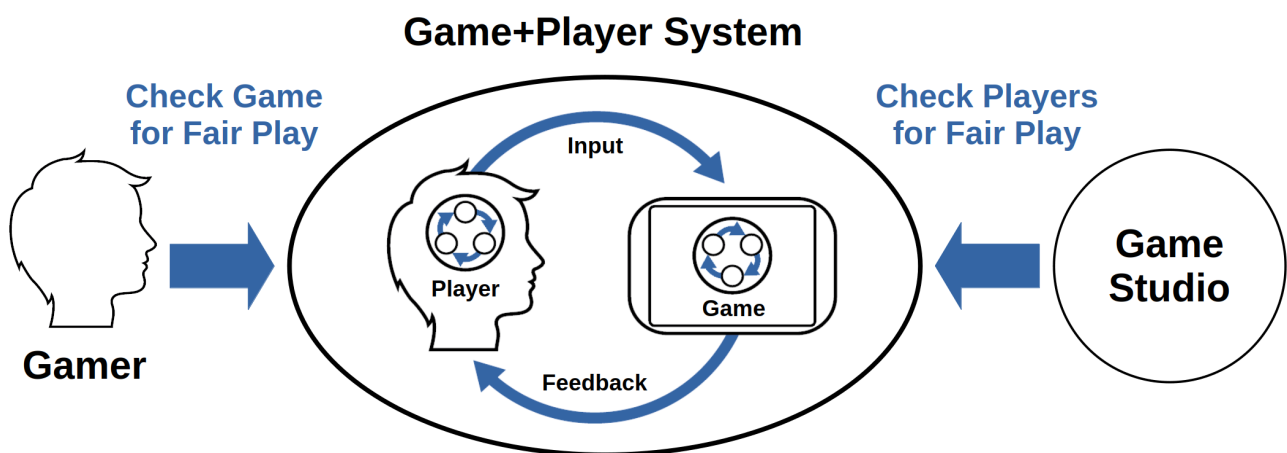 Game+Player System
Check Game
for Fair Play
Check Players
for Fair Play
Input
Player
Game
Feedback
Gamer
Game
Studio